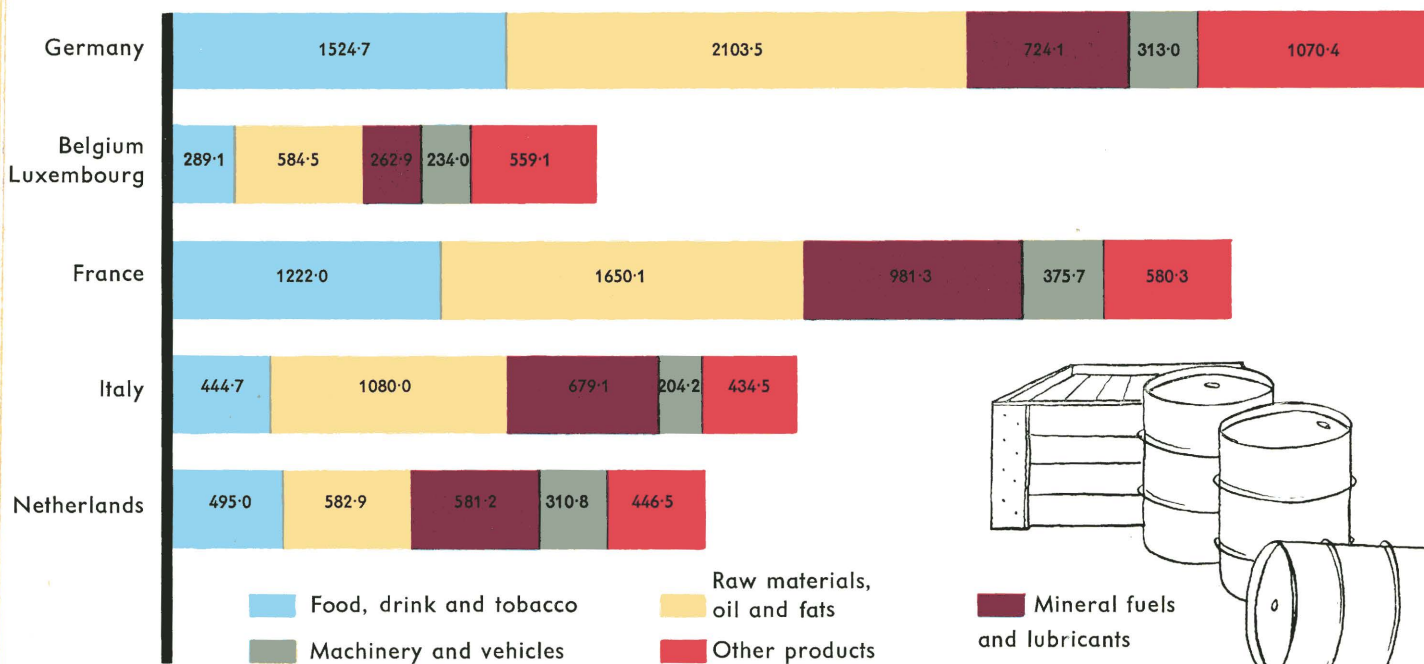 Germany 1524·7 2103·5 724·1 313·0 1070·4
Belgium
Luxembourg
289·1 584·5 262·9 234·0 559·1
France 1222·0 1650·1 981·3 375·7 580·3
Italy 444·7 1080·0 679·1 204·2 434·5
Netherlands 495·0 582·9 581·2 310·8 446·5
Food, drink and tobacco
Raw materials,
oil and fats
Mineral fuels
and lubricants
Machinery and vehicles
Other products